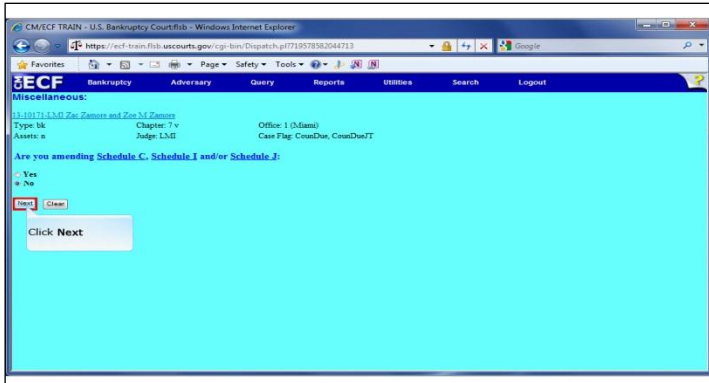 CM/ECF TRAIN - U.S. Bankruptcy Court:flsb - Windows Internet Explorer
https://ecf-train.flsb.uscourts.gov/cgi-bin/Dispatch.pl?719578582044713
Google
Favorites Page Safety Tools
ECF Bankruptcy Adversary Query Reports Utilities Search Logout ?
Miscellaneous:
13-10171-LMI Zac Zamore and Zoe M Zamore
Type: bk Chapter: 7 v Office: 1 (Miami)
Assets: n Judge: LMI Case Flag: CounDue, CounDueJT
Are you amending Schedule C, Schedule I and/or Schedule J:
Yes
No
Next Clear
Click Next